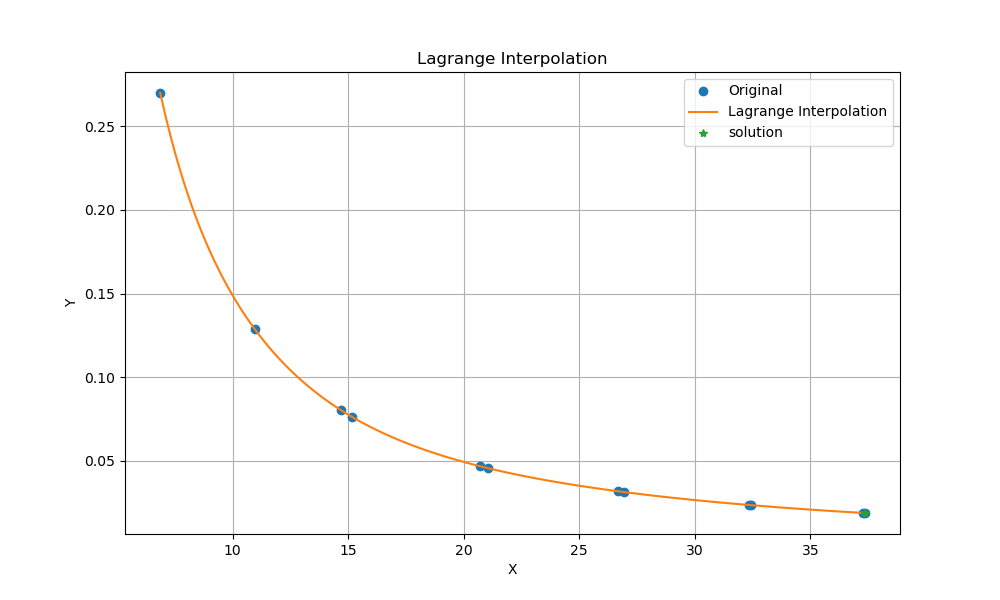 Lagrange Interpolation
Original
Lagrange Interpolation
solution
0.25
0.20
0.15
0.10
0.05
Y
10
15
20
25
30
35
X